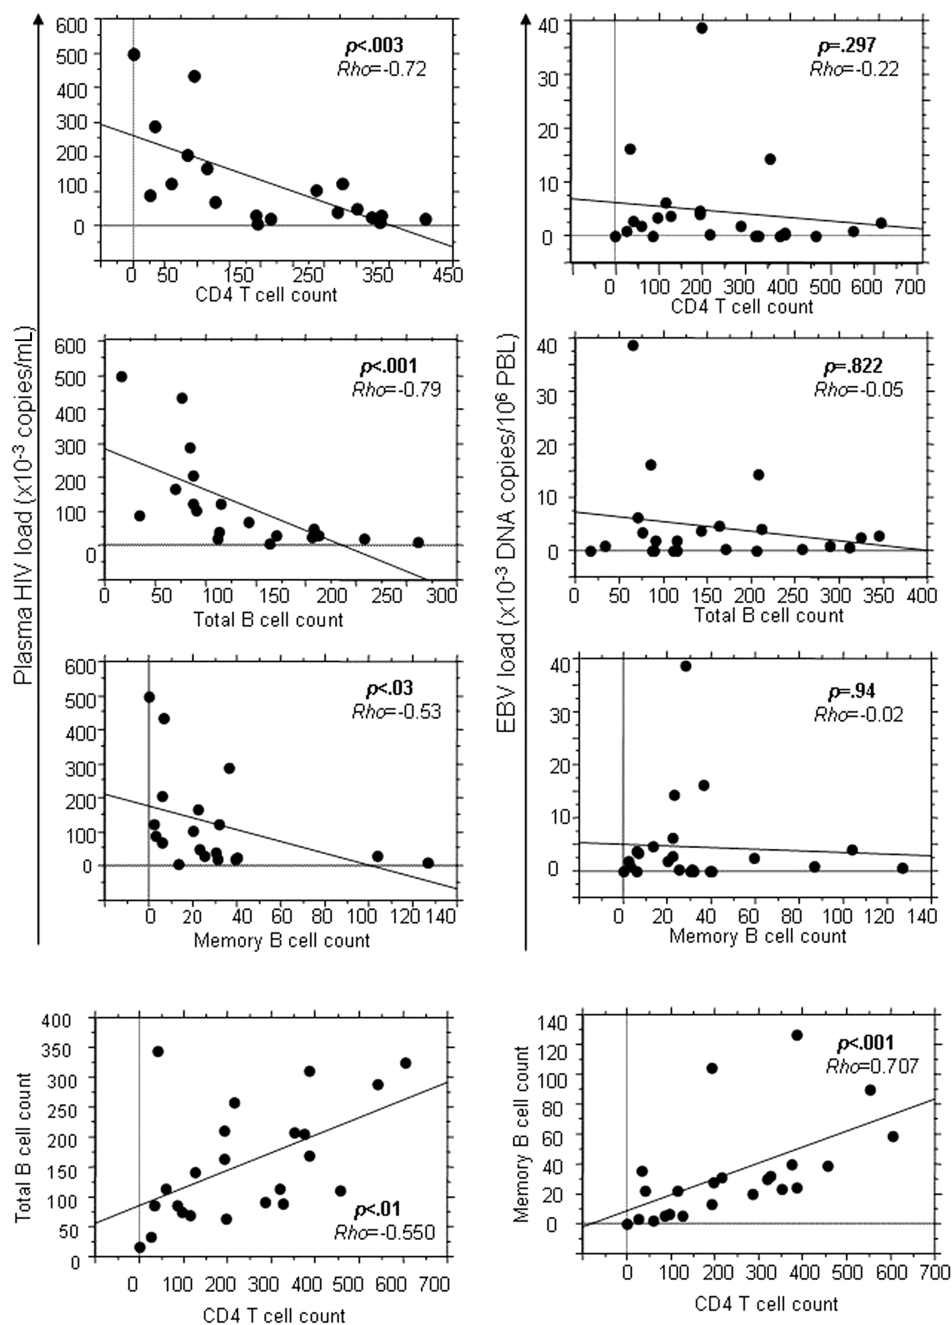 Plasma HIV load (x10⁻³ copies/mL)
600
500
400
300
200
100
0
p<.003
Rho=-0.72
0 50 100 150 200 250 300 350 450
CD4 T cell count
600
500
400
300
200
100
0
p<.001
Rho=-0.79
0 50 100 150 200 250 300
Total B cell count
600
500
400
300
200
100
0
p<.03
Rho=-0.53
0 20 40 60 80 100 120 140
Memory B cell count
EBV load (x10⁻³ DNA copies/10⁶ PBL)
40
30
20
10
0
p=.297
Rho=-0.22
0 100 200 300 400 500 600 700
CD4 T cell count
40
30
20
10
0
p=.822
Rho=-0.05
0 50 100 150 200 250 300 350 400
Total B cell count
40
30
20
10
0
p=.94
Rho=-0.02
0 20 40 60 80 100 120 140
Memory B cell count
Total B cell count
400
350
300
250
200
150
100
50
0
p<.01
Rho=-0.550
0 100 200 300 400 500 600 700
CD4 T cell count
Memory B cell count
140
120
100
80
60
40
20
0
p<.001
Rho=0.707
0 100 200 300 400 500 600 700
CD4 T cell count